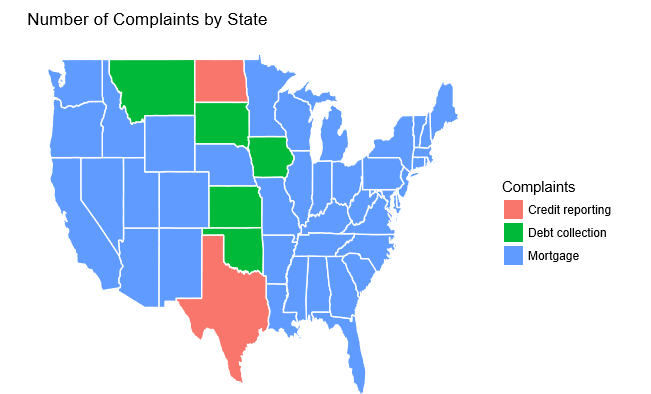 Number of Complaints by State
Complaints
Credit reporting
Debt collection
Mortgage